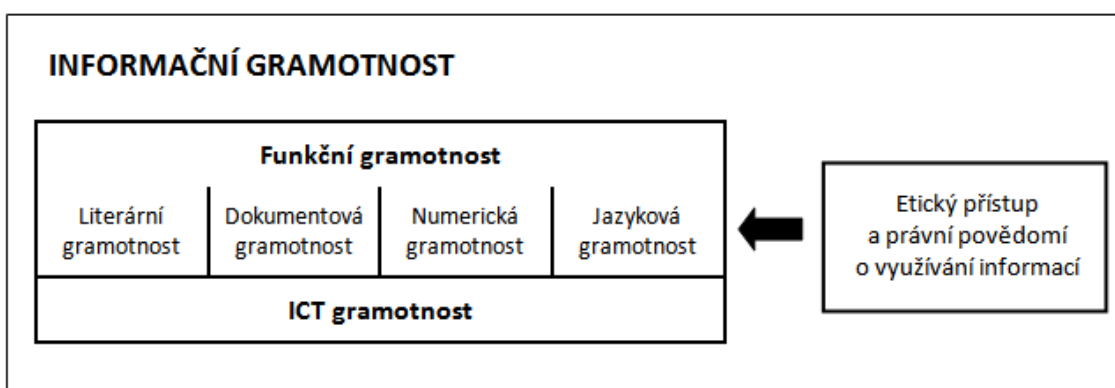 INFORMAČNÍ GRAMOTNOST
Funkční gramotnost
Literární
gramotnost
Dokumentová
gramotnost
Numerická
gramotnost
Jazyková
gramotnost
ICT gramotnost
Etický přístup
a právní povědomí
o využívání informací